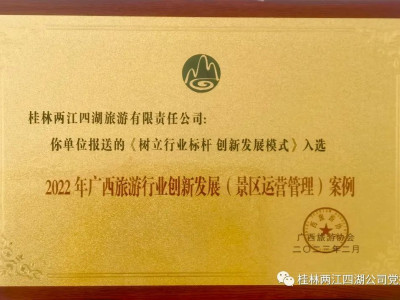 桂林两江四湖旅游有限责任公司:
你单位报送的《树立行业标杆 创新发展模式》入选
2022年广西旅游行业创新发展（景区运营管理）案例
广西旅游协会
二〇二三年二月
桂林两江四湖公司党